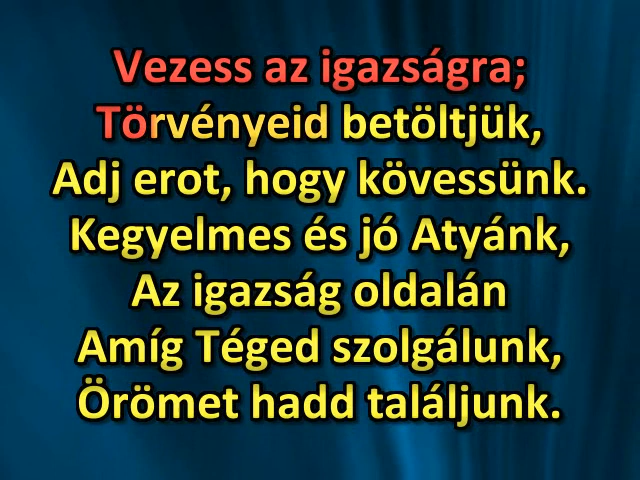 Vezess az igazságra;
Törvényeid betöltjük,
Adj erot, hogy kövessünk.
Kegyelmes és jó Atyánk,
Az igazság oldalán
Amíg Téged szolgálunk,
Örömet hadd találjunk.